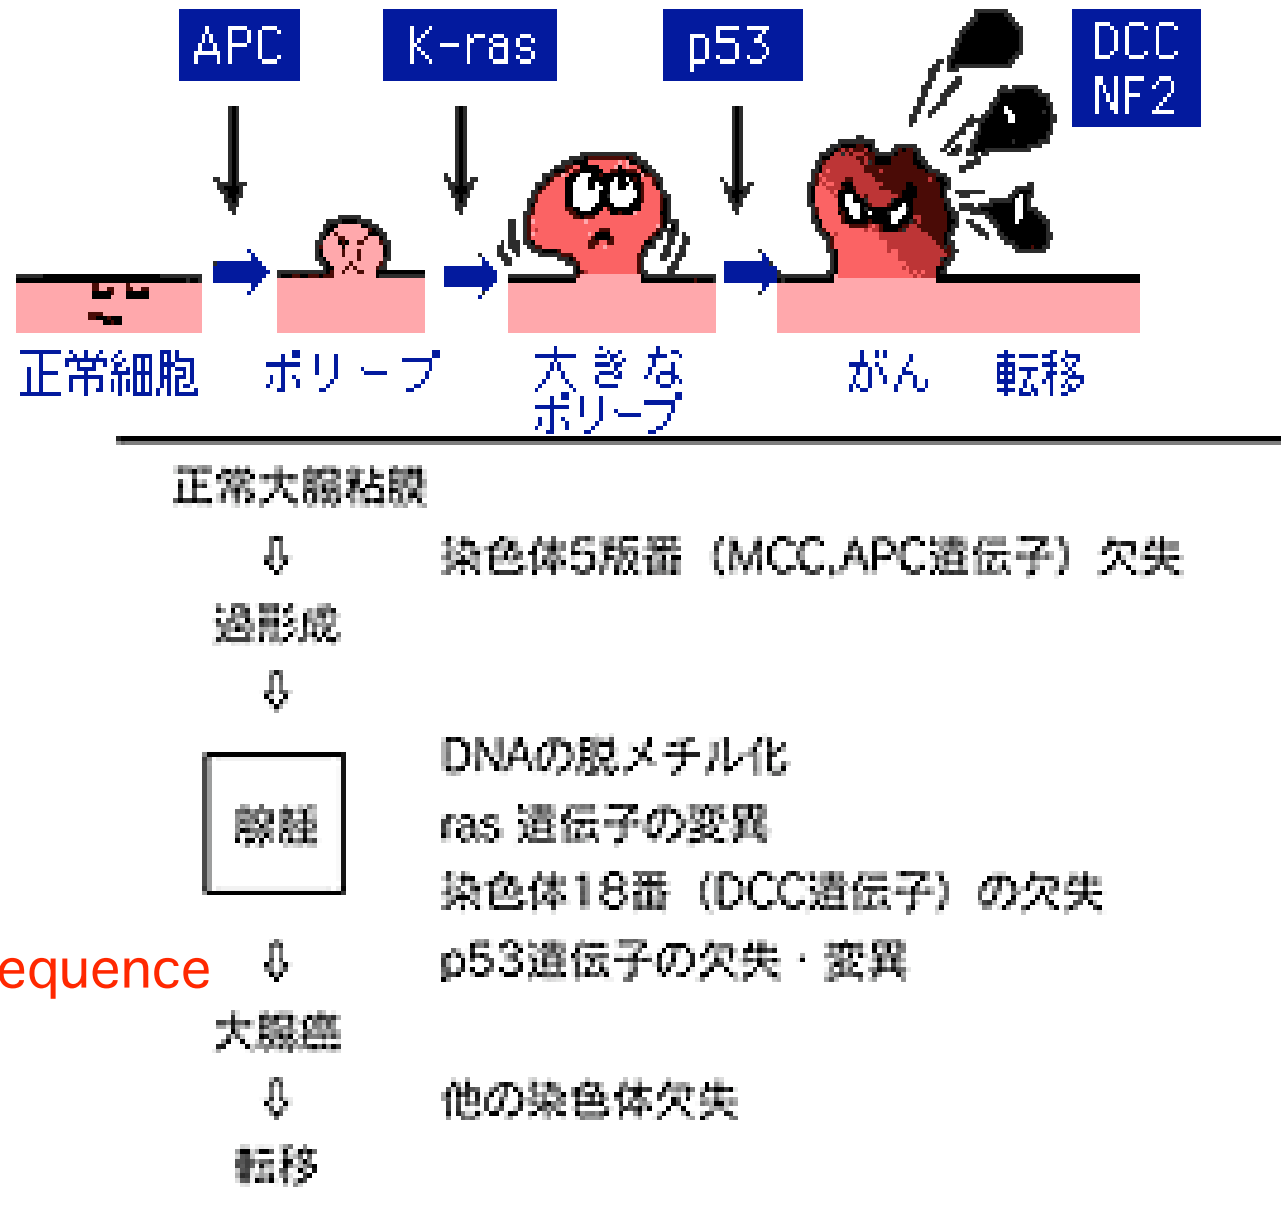 APC
K-ras
p53
DCC
NF2
正常細胞
ポリープ
大きな
ポリープ
がん
転移
正常大腸粘膜
⇩
染色体5版番（MCC,APC遺伝子）欠失
過形成
⇩
DNAの脱メチル化
腺腫
ras 遺伝子の変異
染色体18番（DCC遺伝子）の欠失
equence
⇩
p53遺伝子の欠失・変異
大腸癌
⇩
他の染色体欠失
転移